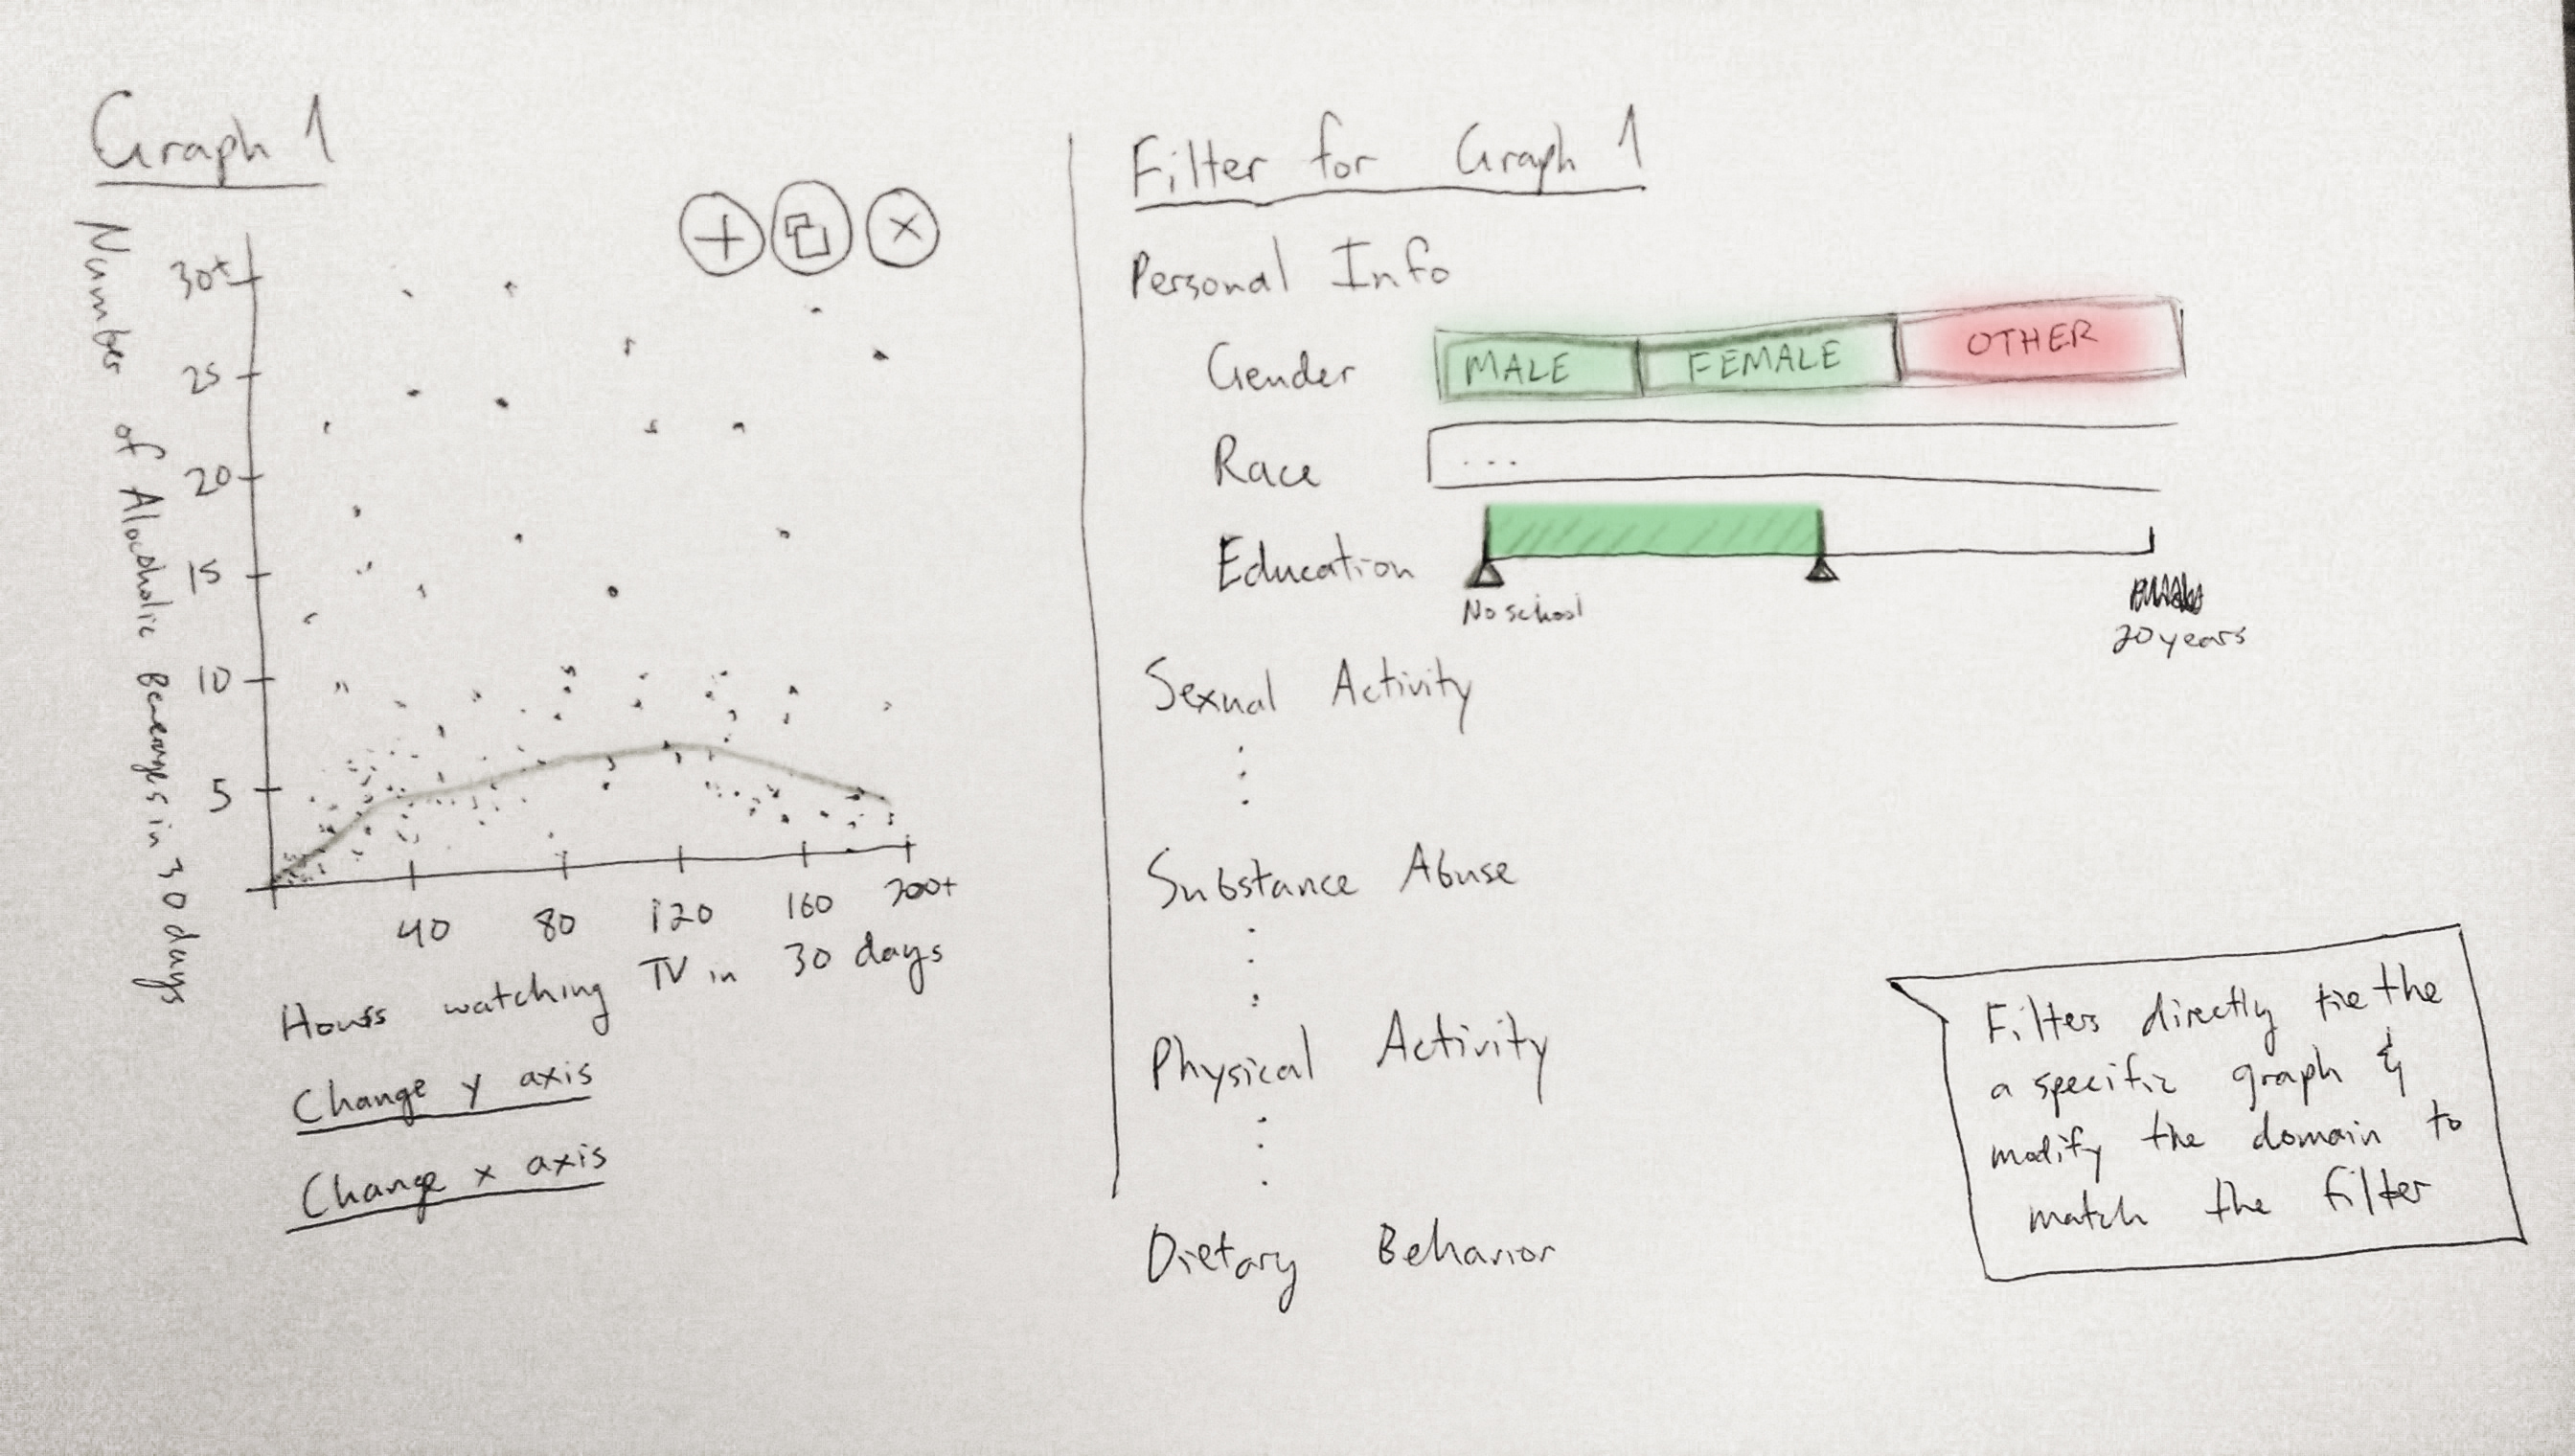 Graph 1
Number of Alocoholic Beverages in 30 days
30+
25
20
15
10
5
40 80 120 160 200+
Hours watching TV in 30 days
Change y axis
Change x axis
Filter for Graph 1
Personal Info
Gender MALE FEMALE OTHER
Race ...
Education
No school
20 years
Sexual Activity
Substance Abuse
Physical Activity
Dietary Behavior
Filters directly tie the
a specific graph &
modify the domain to
match the filter